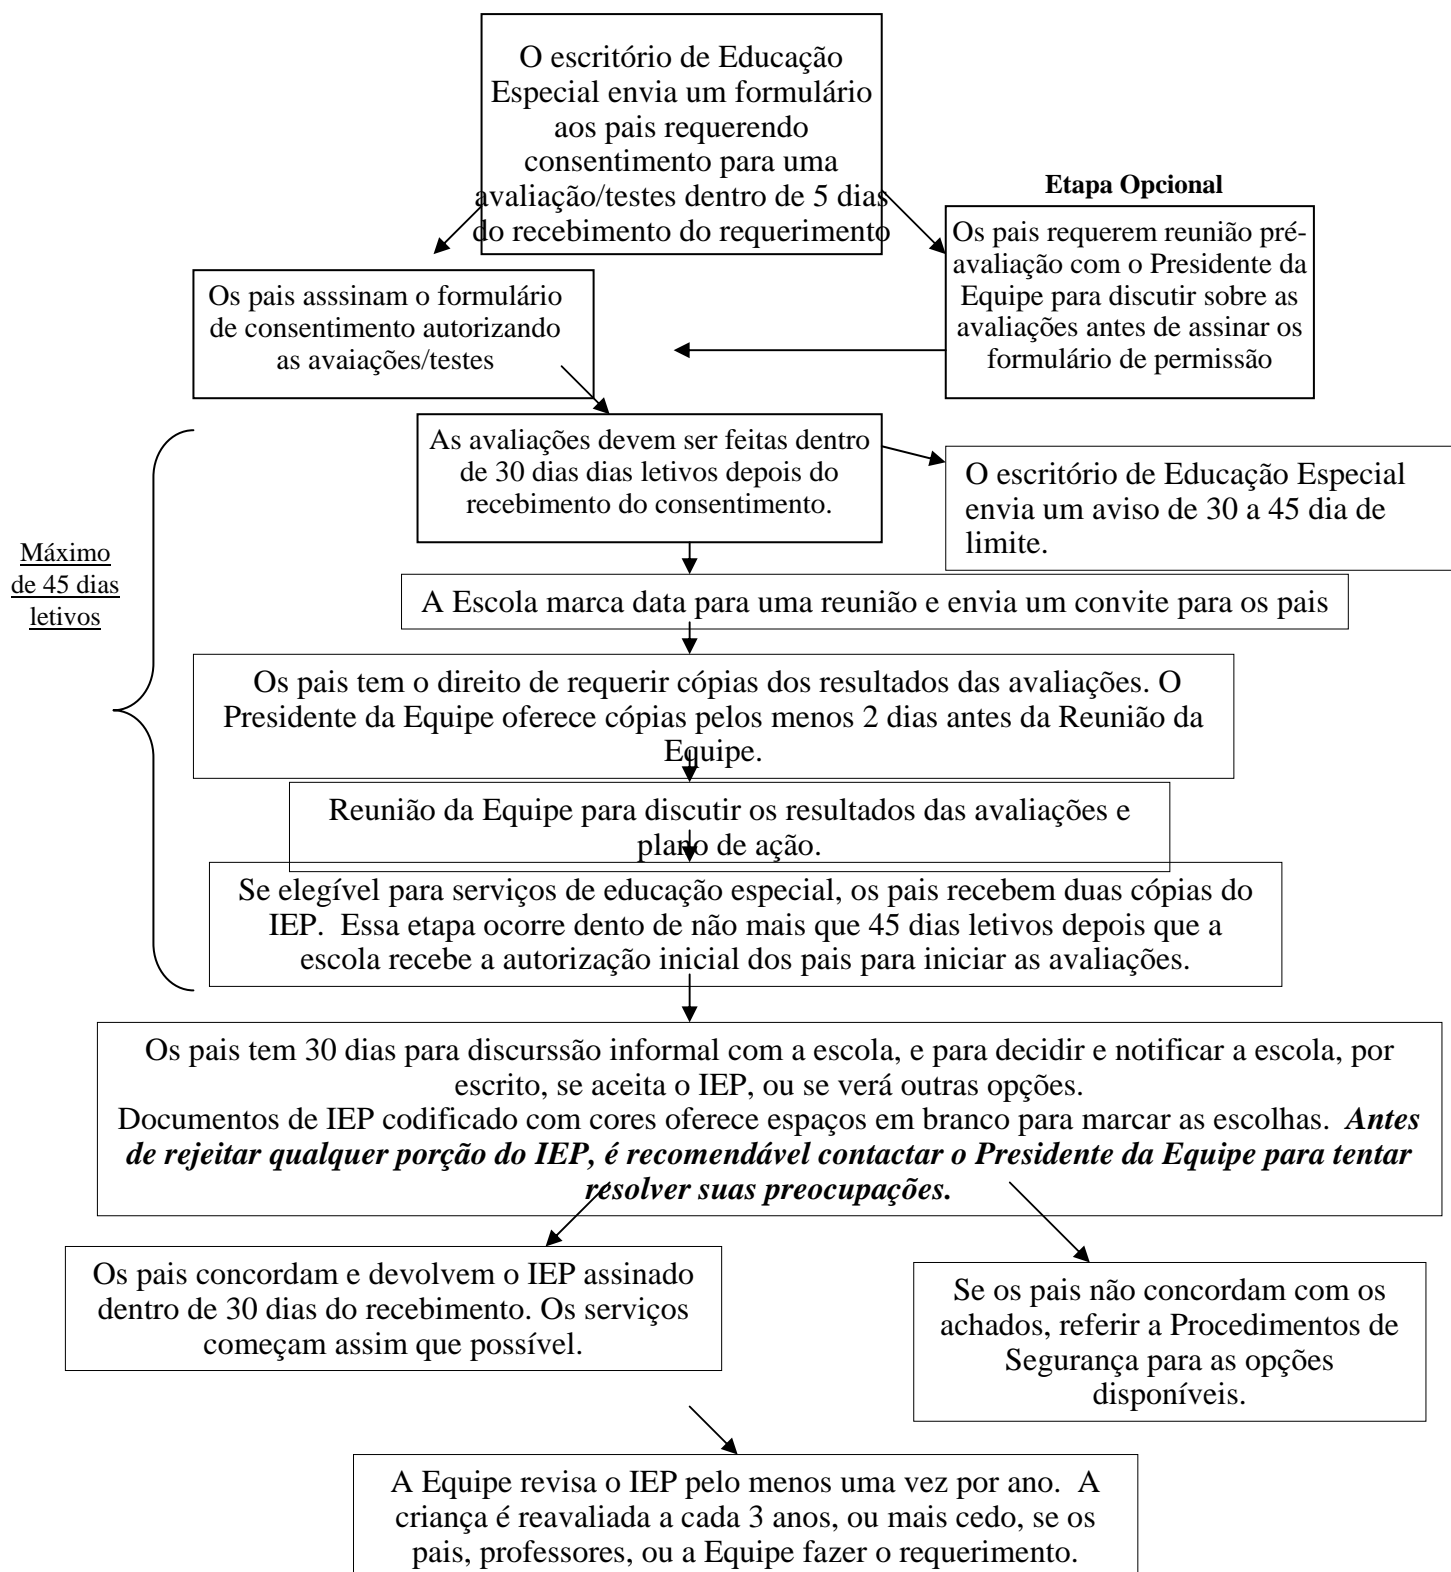 O escritório de Educação
Especial envia um formulário
aos pais requerendo
consentimento para uma
avaliação/testes dentro de 5 dias
do recebimento do requerimento
Etapa Opcional
Os pais requerem reunião pré-
avaliação com o Presidente da
Equipe para discutir sobre as
avaliações antes de assinar os
formulário de permissão
Os pais asssinam o formulário
de consentimento autorizando
as avaiações/testes
As avaliações devem ser feitas dentro
de 30 dias dias letivos depois do
recebimento do consentimento.
O escritório de Educação Especial
envia um aviso de 30 a 45 dia de
limite.
Máximo
de 45 dias
letivos
A Escola marca data para uma reunião e envia um convite para os pais
Os pais tem o direito de requerir cópias dos resultados das avaliações. O
Presidente da Equipe oferece cópias pelos menos 2 dias antes da Reunião da
Equipe.
Reunião da Equipe para discutir os resultados das avaliações e
plano de ação.
Se elegível para serviços de educação especial, os pais recebem duas cópias do
IEP.  Essa etapa ocorre dento de não mais que 45 dias letivos depois que a
escola recebe a autorização inicial dos pais para iniciar as avaliações.
Os pais tem 30 dias para discurssão informal com a escola, e para decidir e notificar a escola, por
escrito, se aceita o IEP, ou se verá outras opções.
Documentos de IEP codificado com cores oferece espaços em branco para marcar as escolhas.  Antes
de rejeitar qualquer porção do IEP, é recomendável contactar o Presidente da Equipe para tentar
resolver suas preocupações.
Os pais concordam e devolvem o IEP assinado
dentro de 30 dias do recebimento. Os serviços
começam assim que possível.
Se os pais não concordam com os
achados, referir a Procedimentos de
Segurança para as opções
disponíveis.
A Equipe revisa o IEP pelo menos uma vez por ano.  A
criança é reavaliada a cada 3 anos, ou mais cedo, se os
pais, professores, ou a Equipe fazer o requerimento.